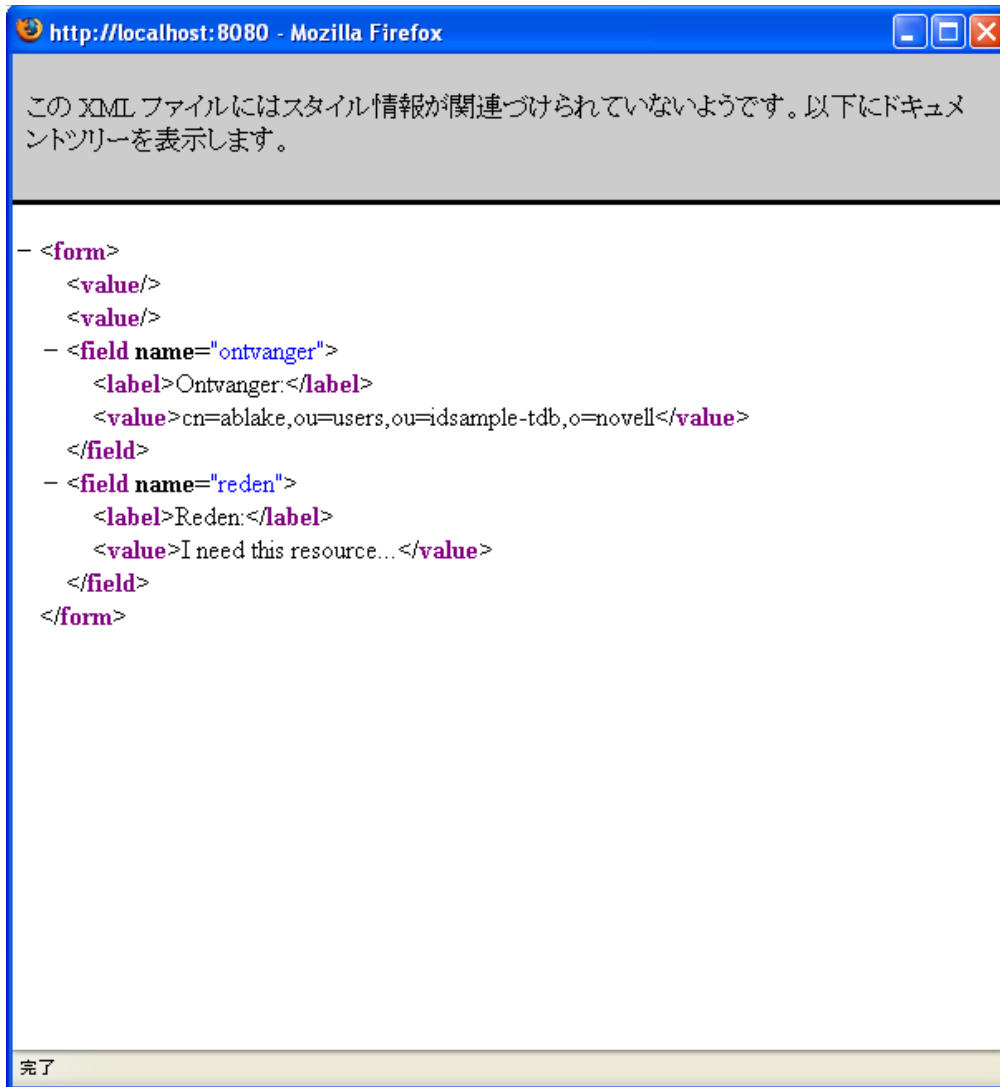 http://localhost:8080 - Mozilla Firefox
この XML ファイルにはスタイル情報が関連づけられていないようです。以下にドキュメ
ントツリーを表示します。
− <form>
<value/>
<value/>
− <field name="ontvanger">
<label>Ontvanger:</label>
<value>cn=ablake,ou=users,ou=idsample-tdb,o=novell</value>
</field>
− <field name="reden">
<label>Reden:</label>
<value>I need this resource...</value>
</field>
</form>
完了